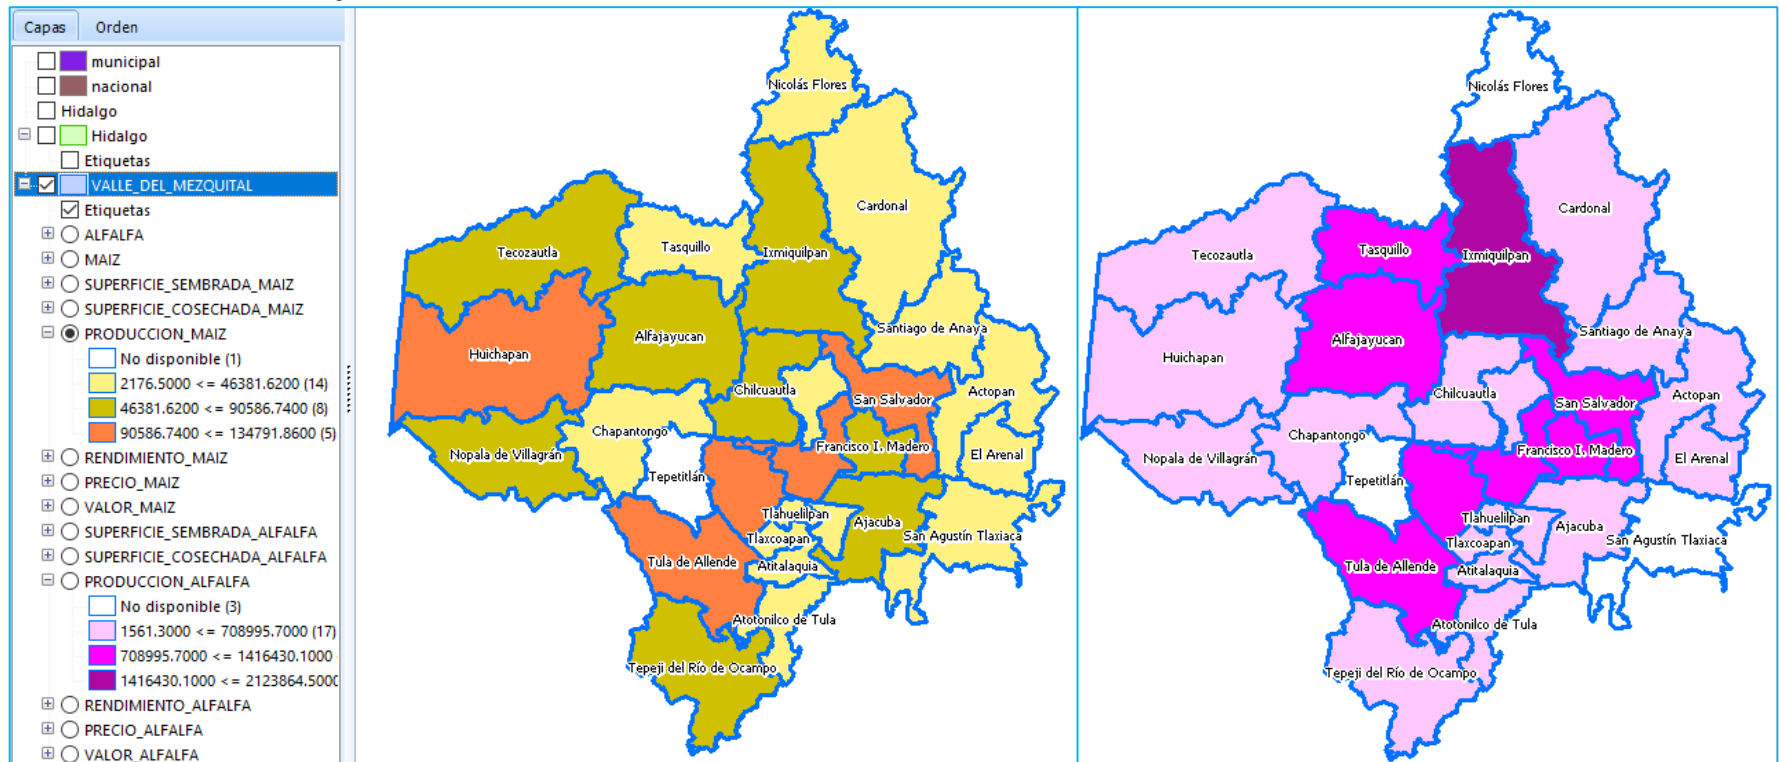 Capas Orden
municipal
nacional
Hidalgo
Hidalgo
Etiquetas
VALLE_DEL_MEZQUITAL
Etiquetas
ALFALFA
MAIZ
SUPERFICIE_SEMBRADA_MAIZ
SUPERFICIE_COSECHADA_MAIZ
PRODUCCION_MAIZ
No disponible (1)
2176.5000 <= 46381.6200 (14)
46381.6200 <= 90586.7400 (8)
90586.7400 <= 134791.8600 (5)
RENDIMIENTO_MAIZ
PRECIO_MAIZ
VALOR_MAIZ
SUPERFICIE_SEMBRADA_ALFALFA
SUPERFICIE_COSECHADA_ALFALFA
PRODUCCION_ALFALFA
No disponible (3)
1561.3000 <= 708995.7000 (17)
708995.7000 <= 1416430.1000
1416430.1000 <= 2123864.5000
RENDIMIENTO_ALFALFA
PRECIO_ALFALFA
VALOR_ALFALFA
Nicolás Flores
Cardonal
Tecozautla
Tasquillo
Ixmiquilpan
Santiago de Anaya
Alfajayucan
Huichapan
Chilcuautla
San Salvador
Actopan
Chapantongo
Francisco I. Madero
El Arenal
Nopala de Villagrán
Tepetitlán
Tlahuelilpan
Ajacuba
Tlaxcoapan
San Agustín Tlaxiaca
Tula de Allende
Atitalaquia
Atotonilco de Tula
Tepeji del Río de Ocampo
Nicolás Flores
Cardonal
Tecozautla
Tasquillo
Ixmiquilpan
Santiago de Anaya
Alfajayucan
Huichapan
Chilcuautla
San Salvador
Actopan
Chapantongo
Francisco I. Madero
El Arenal
Nopala de Villagrán
Tepetitlán
Tlahuelilpan
Ajacuba
Tlaxcoapan
San Agustín Tlaxiaca
Tula de Allende
Atitalaquia
Atotonilco de Tula
Tepeji del Río de Ocampo